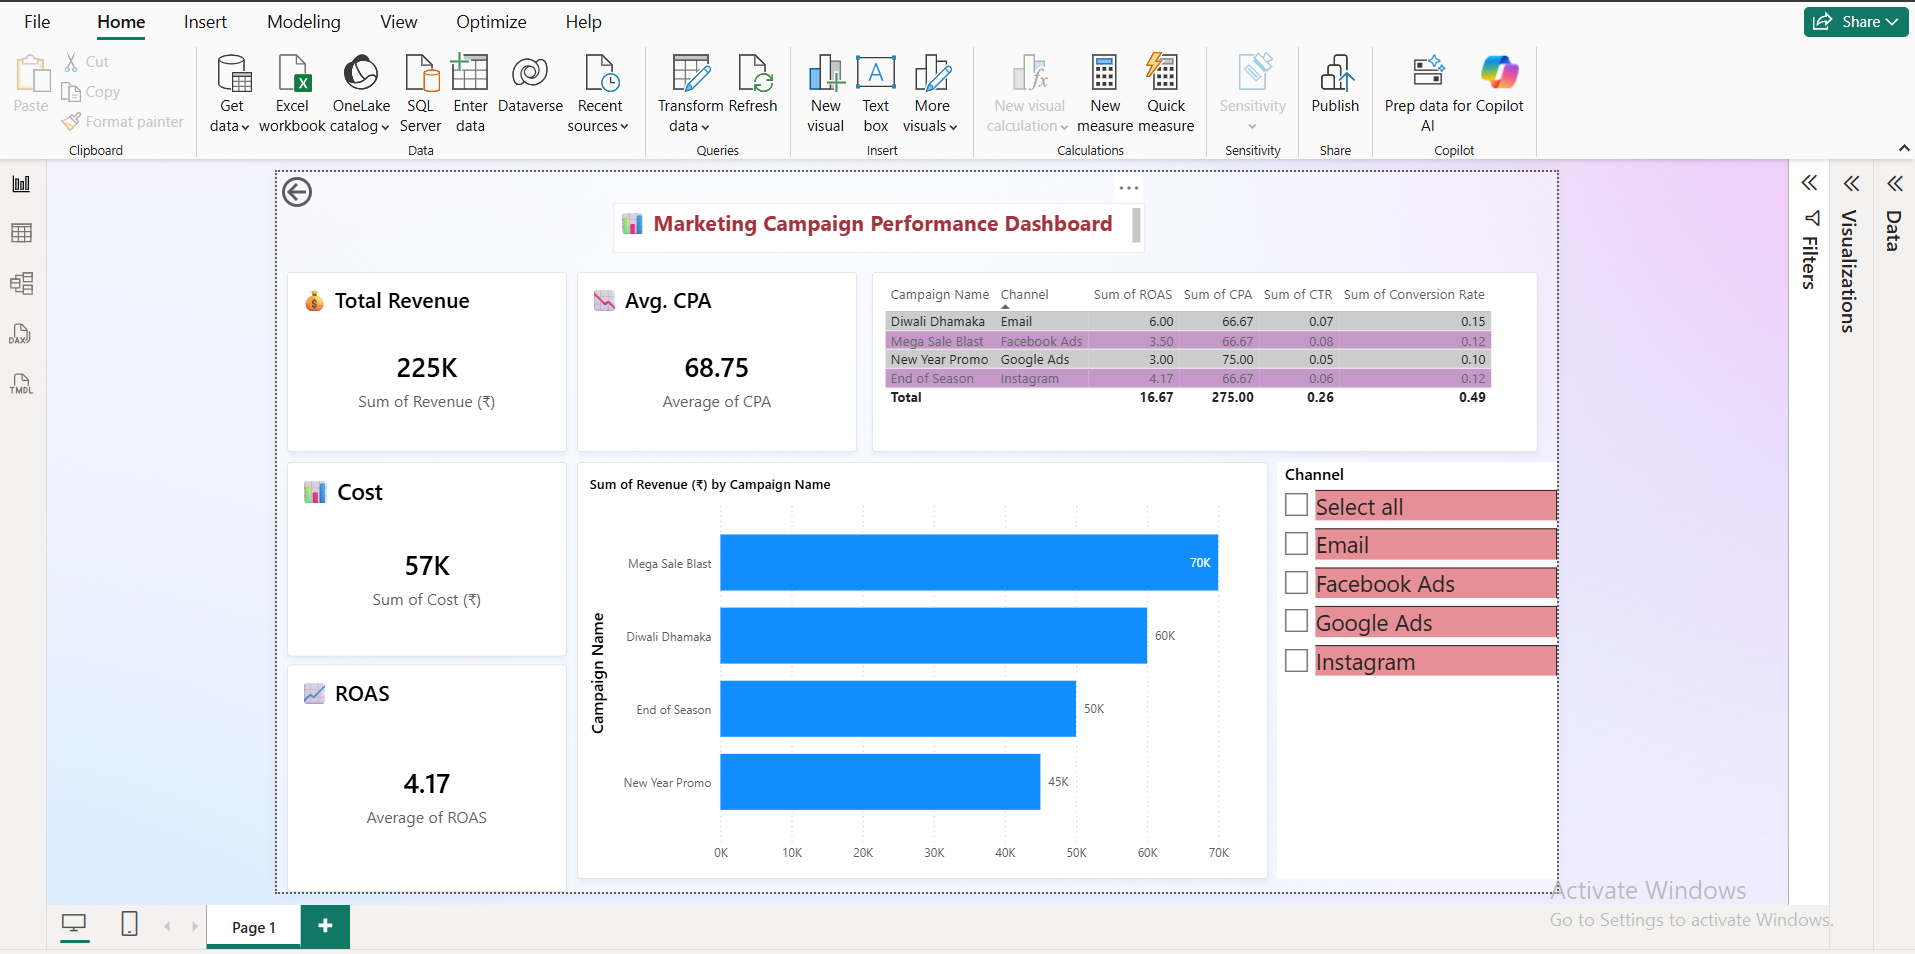 File Home Insert Modeling View Optimize Help Share
Paste
Cut
Copy
Format painter
Clipboard
Get data
Excel workbook
OneLake catalog
SQL Server
Enter data
Dataverse
Recent sources
Data
Transform data
Refresh
Queries
New visual
Text box
More visuals
Insert
New visual calculation
New measure
Quick measure
Calculations
Sensitivity
Sensitivity
Publish
Share
Prep data for AI
Copilot
Copilot
DAX
TMDL
📊 Marketing Campaign Performance Dashboard
💰 Total Revenue
225K
Sum of Revenue (₹)
📉 Avg. CPA
68.75
Average of CPA
Campaign Name Channel Sum of ROAS Sum of CPA Sum of CTR Sum of Conversion Rate
Diwali Dhamaka Email 6.00 66.67 0.07 0.15
Mega Sale Blast Facebook Ads 3.50 66.67 0.08 0.12
New Year Promo Google Ads 3.00 75.00 0.05 0.10
End of Season Instagram 4.17 66.67 0.06 0.12
Total 16.67 275.00 0.26 0.49
📊 Cost
57K
Sum of Cost (₹)
📈 ROAS
4.17
Average of ROAS
Sum of Revenue (₹) by Campaign Name
Campaign Name
Mega Sale Blast 70K
Diwali Dhamaka 60K
End of Season 50K
New Year Promo 45K
0K 10K 20K 30K 40K 50K 60K 70K
Channel
Select all
Email
Facebook Ads
Google Ads
Instagram
Filters
Visualizations
Data
Activate Windows
Go to Settings to activate Windows.
Page 1